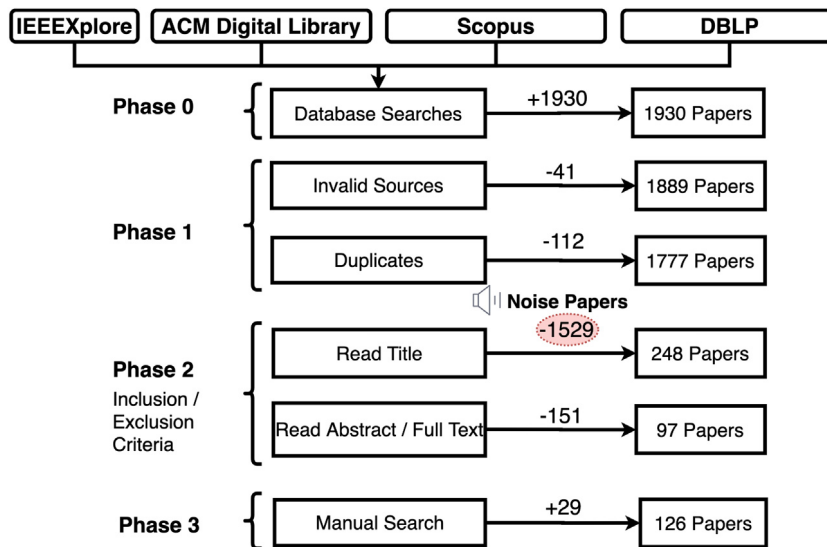 IEEEXplore
ACM Digital Library
Scopus
DBLP
Phase 0
Database Searches
+1930
1930 Papers
Phase 1
Invalid Sources
-41
1889 Papers
Duplicates
-112
1777 Papers
Noise Papers
-1529
Phase 2
Inclusion /
Exclusion
Criteria
Read Title
248 Papers
Read Abstract / Full Text
-151
97 Papers
Phase 3
Manual Search
+29
126 Papers